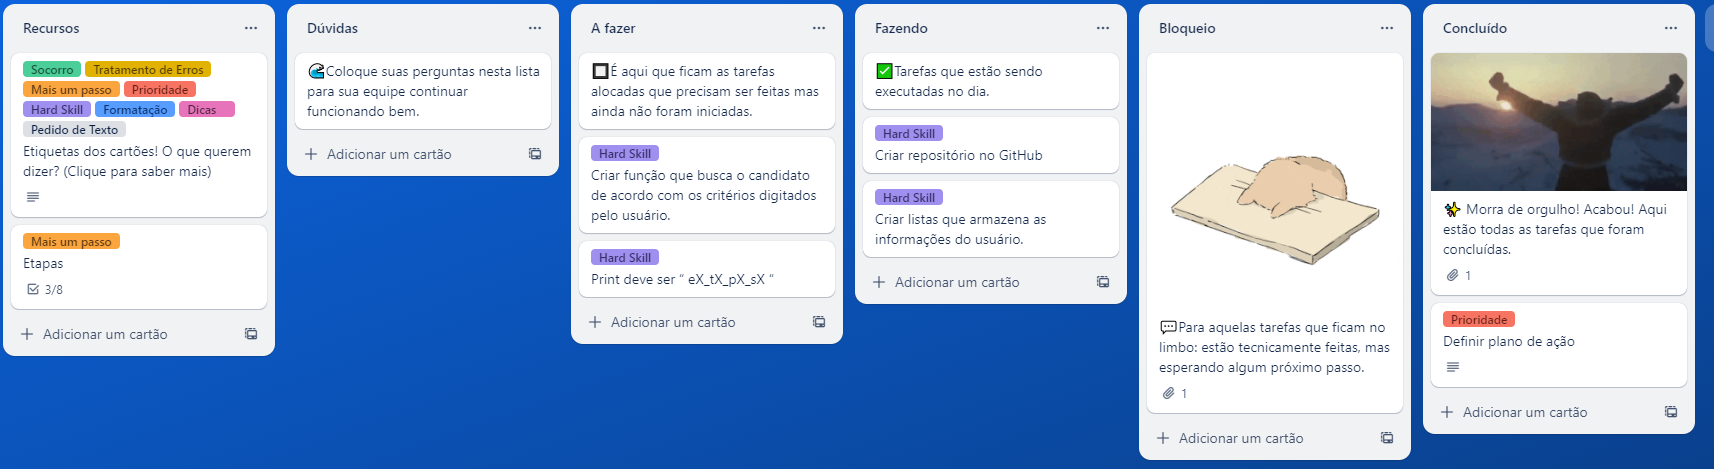 Recursos
Socorro
Tratamento de Erros
Mais um passo
Prioridade
Hard Skill
Formatação
Dicas
Pedido de Texto
Etiquetas dos cartões! O que querem
dizer? (Clique para saber mais)
Mais um passo
Etapas
3/8
Adicionar um cartão
Dúvidas
Coloque suas perguntas nesta lista
para sua equipe continuar
funcionando bem.
Adicionar um cartão
A fazer
É aqui que ficam as tarefas
alocadas que precisam ser feitas mas
ainda não foram iniciadas.
Hard Skill
Criar função que busca o candidato
de acordo com os critérios digitados
pelo usuário.
Hard Skill
Print deve ser “ eX_tX_pX_sX “
Adicionar um cartão
Fazendo
Tarefas que estão sendo
executadas no dia.
Hard Skill
Criar repositório no GitHub
Hard Skill
Criar listas que armazena as
informações do usuário.
Adicionar um cartão
Bloqueio
Para aquelas tarefas que ficam no
limbo: estão tecnicamente feitas, mas
esperando algum próximo passo.
1
Adicionar um cartão
Concluído
Morra de orgulho! Acabou! Aqui
estão todas as tarefas que foram
concluídas.
1
Prioridade
Definir plano de ação
Adicionar um cartão